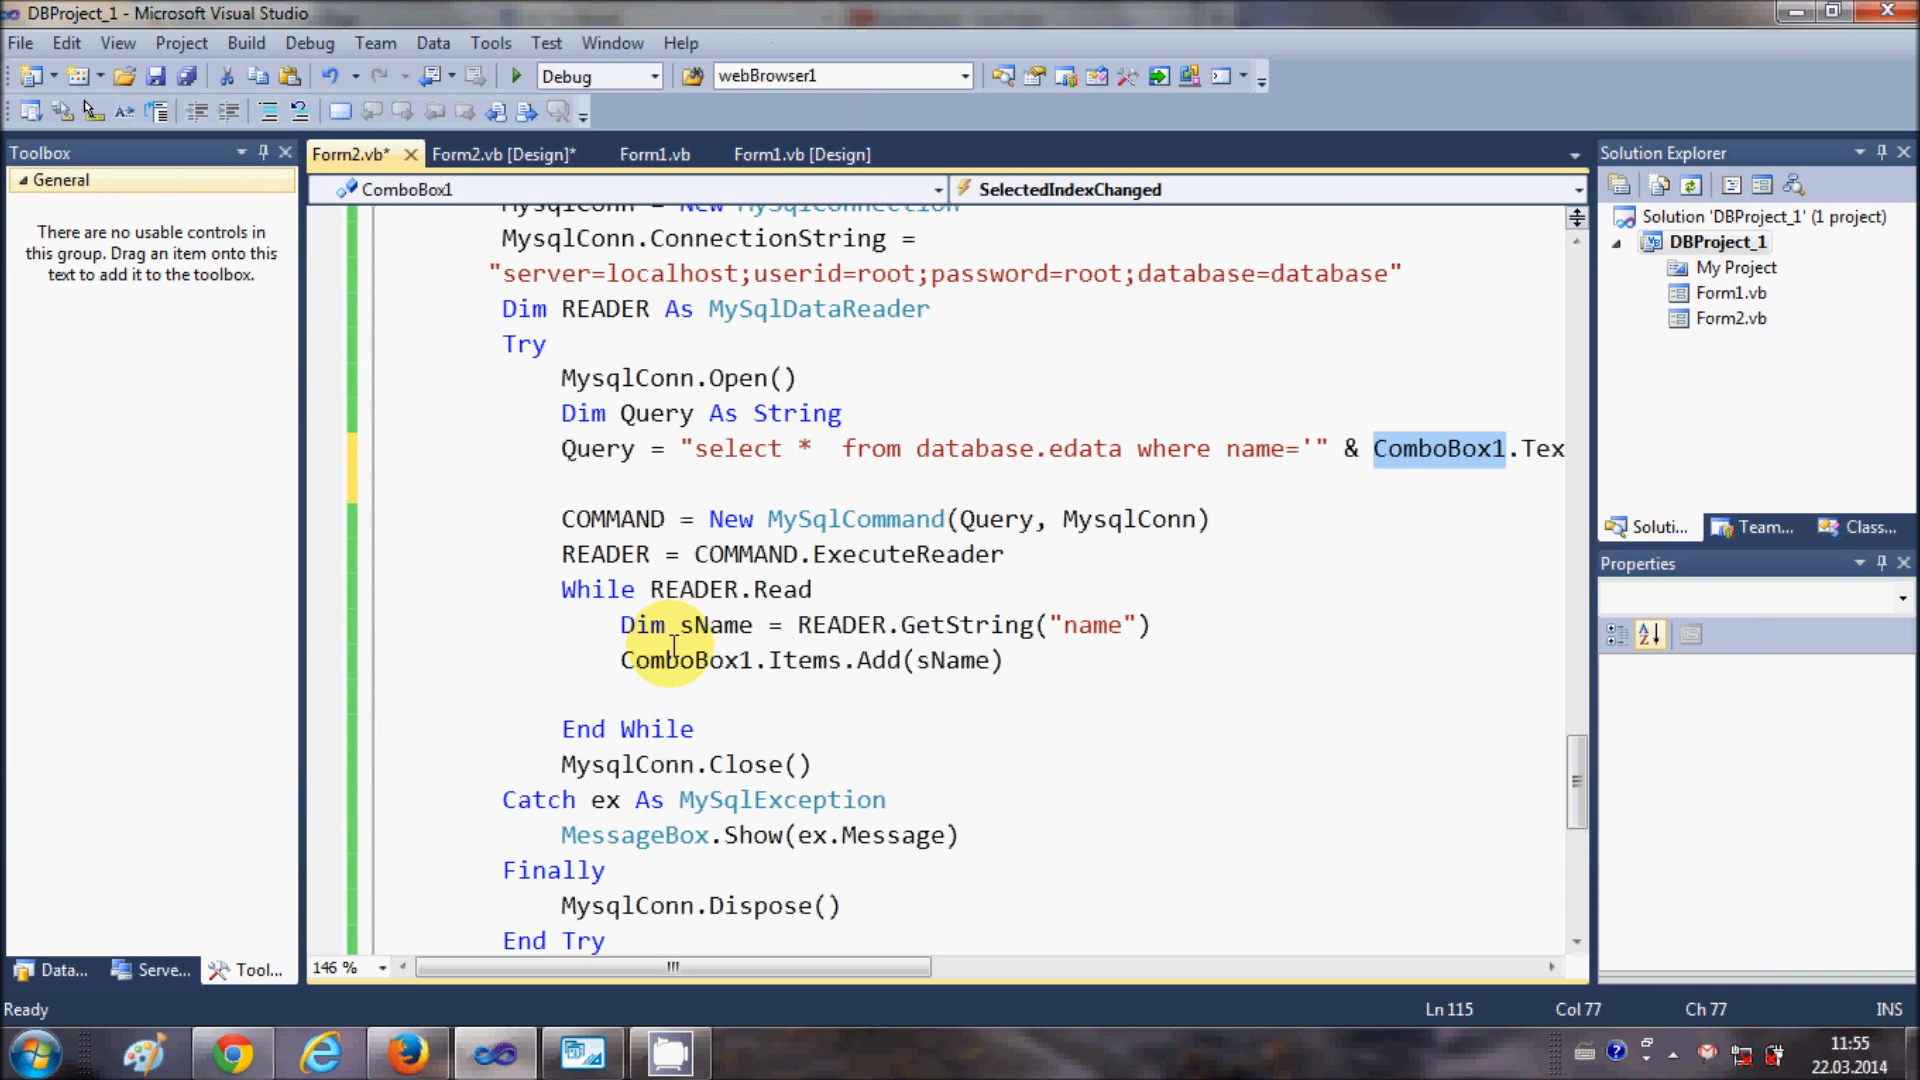 DBProject_1 - Microsoft Visual Studio
File Edit View Project Build Debug Team Data Tools Test Window Help
Debug webBrowser1
Toolbox
General
There are no usable controls in
this group. Drag an item onto this
text to add it to the toolbox.
Data... Serve... Tool...
Form2.vb* Form2.vb [Design]* Form1.vb Form1.vb [Design]
ComboBox1 SelectedIndexChanged
MysqlConn = New MySqlConnection
MysqlConn.ConnectionString =
"server=localhost;userid=root;password=root;database=database"
Dim READER As MySqlDataReader
Try
MysqlConn.Open()
Dim Query As String
Query = "select *  from database.edata where name='" & ComboBox1.Tex
COMMAND = New MySqlCommand(Query, MysqlConn)
READER = COMMAND.ExecuteReader
While READER.Read
Dim sName = READER.GetString("name")
ComboBox1.Items.Add(sName)
End While
MysqlConn.Close()
Catch ex As MySqlException
MessageBox.Show(ex.Message)
Finally
MysqlConn.Dispose()
End Try
146 %
Solution Explorer
Solution 'DBProject_1' (1 project)
DBProject_1
My Project
Form1.vb
Form2.vb
Soluti... Team... Class...
Properties
Ready Ln 115 Col 77 Ch 77 INS
11:55
22.03.2014